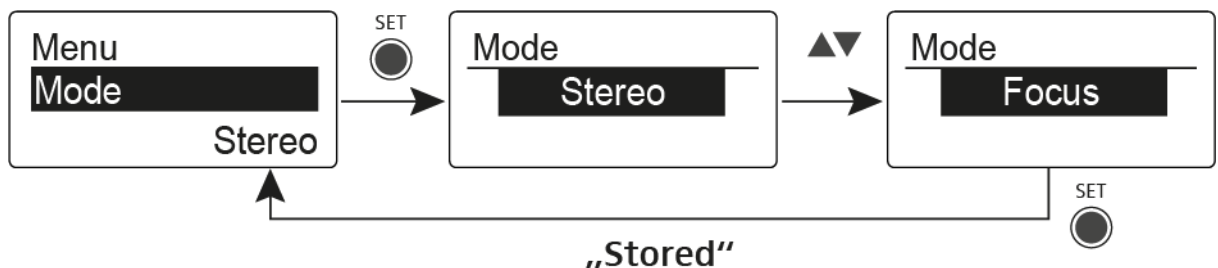 Menu
Mode
Stereo
SET
Mode
Stereo
Mode
Focus
SET
„Stored“